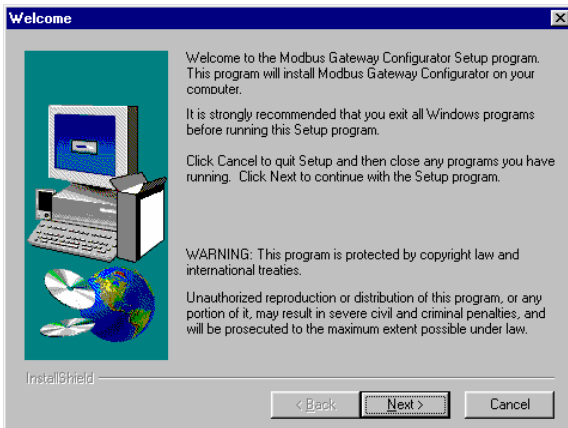 Welcome
Welcome to the Modbus Gateway Configurator Setup program.
This program will install Modbus Gateway Configurator on your
computer.
It is strongly recommended that you exit all Windows programs
before running this Setup program.
Click Cancel to quit Setup and then close any programs you have
running. Click Next to continue with the Setup program.
WARNING: This program is protected by copyright law and
international treaties.
Unauthorized reproduction or distribution of this program, or any
portion of it, may result in severe civil and criminal penalties, and
will be prosecuted to the maximum extent possible under law.
InstallShield
< Back
Next >
Cancel